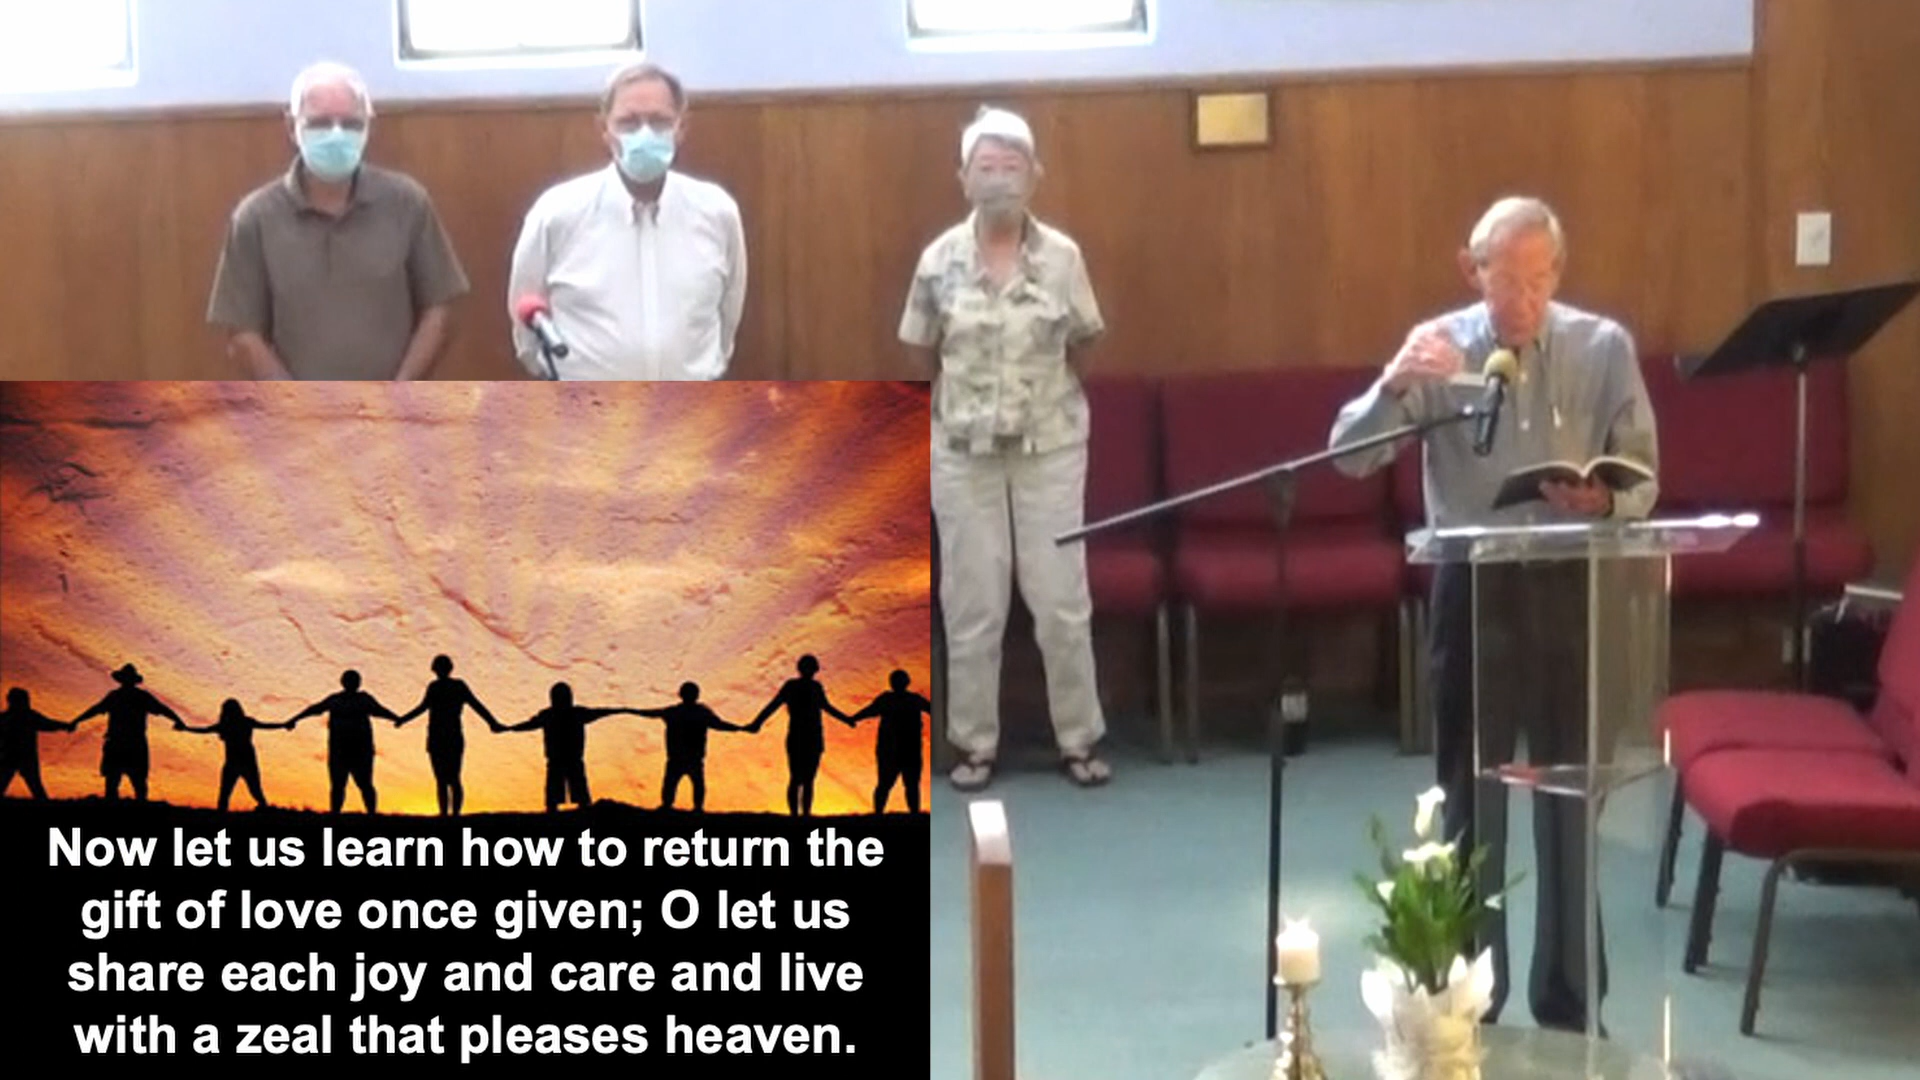 Now let us learn how to return the
gift of love once given; O let us
share each joy and care and live
with a zeal that pleases heaven.